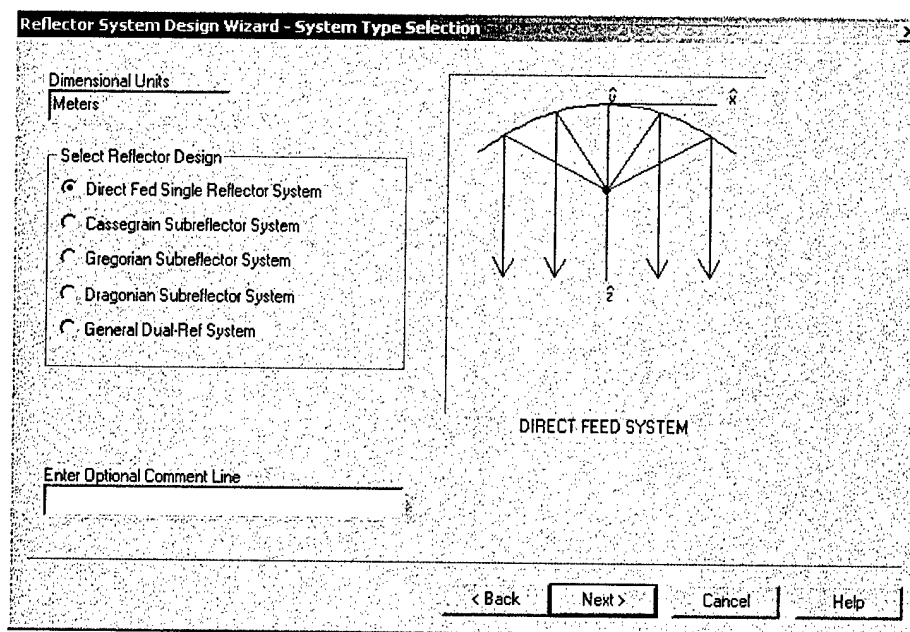 Reflector System Design Wizard - System Type Selection
Dimensional Units
Meters
Select Reflector Design
Direct Fed Single Reflector System
Cassegrain Subreflector System
Gregorian Subreflector System
Dragonian Subreflector System
General Dual-Ref System
ŷ
x̂
ẑ
DIRECT FEED SYSTEM
Enter Optional Comment Line
< Back
Next >
Cancel
Help